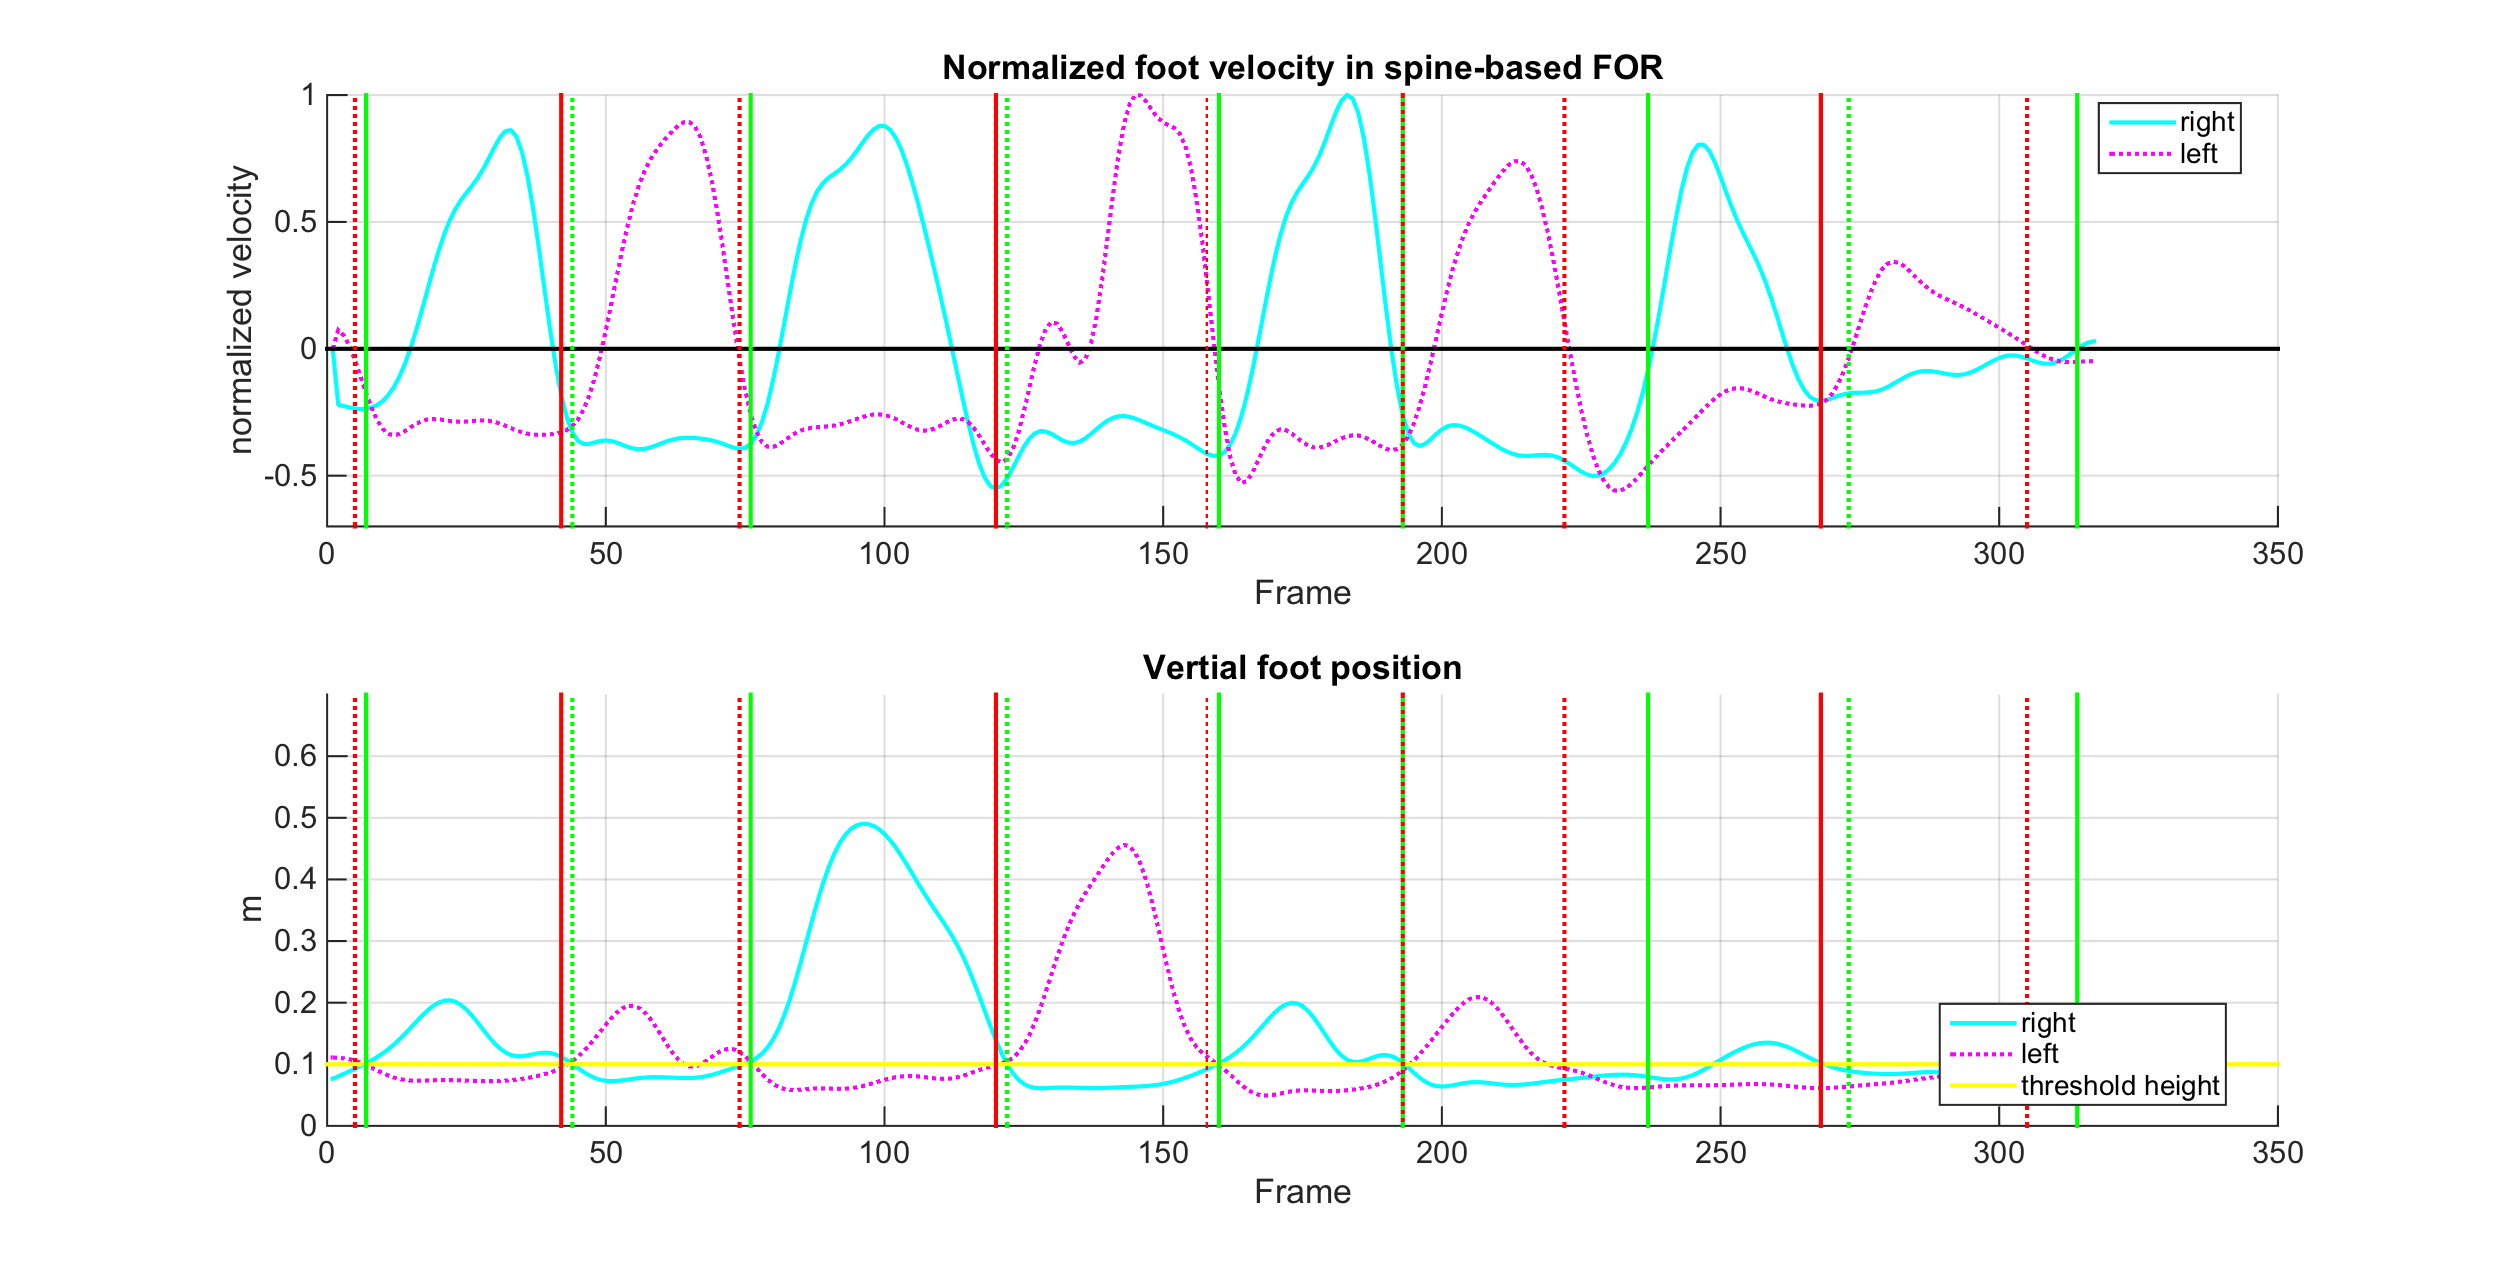 Normalized foot velocity in spine-based FOR
normalized velocity
1
0.5
0
-0.5
right
left
0 50 100 150 200 250 300 350
Frame
Vertial foot position
m
0.6
0.5
0.4
0.3
0.2
0.1
0
right
left
threshold height
0 50 100 150 200 250 300 350
Frame